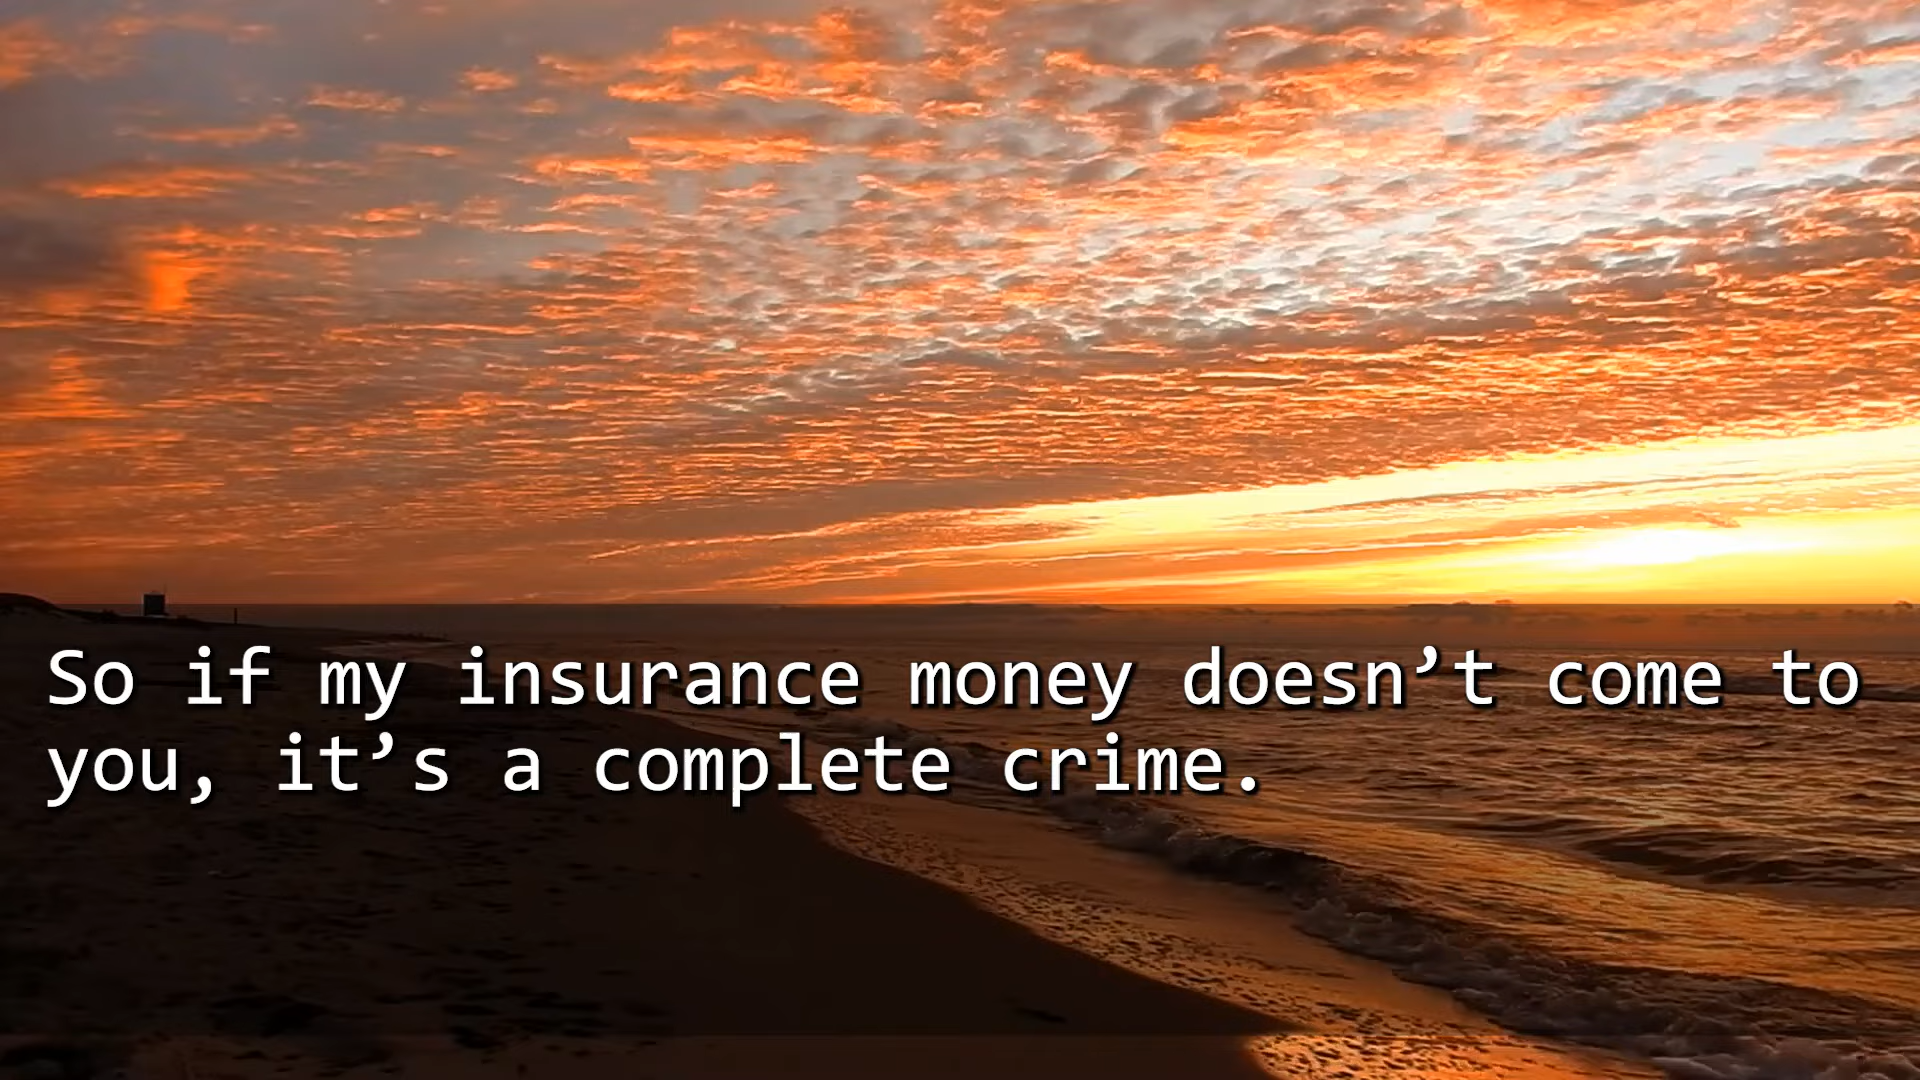 So if my insurance money doesn’t come to
you, it’s a complete crime.